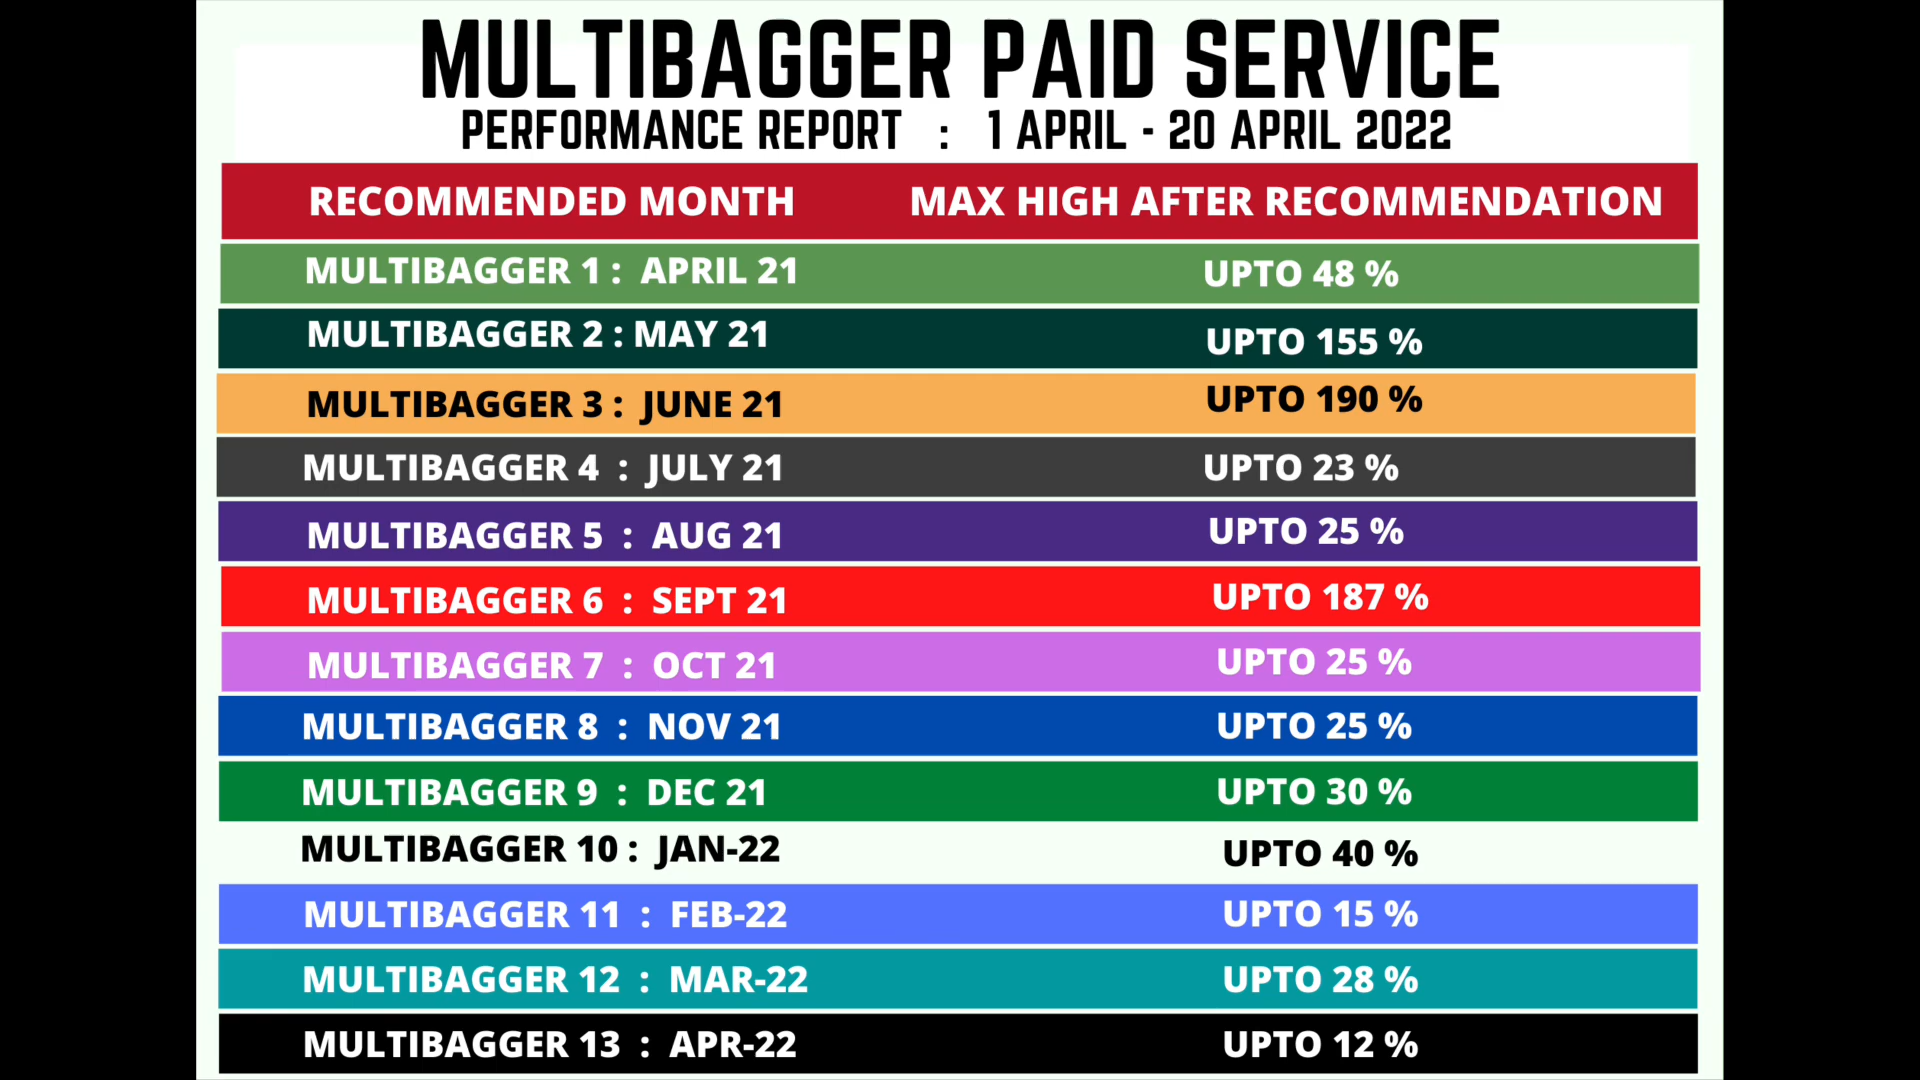 MULTIBAGGER PAID SERVICE
PERFORMANCE REPORT : 1 APRIL - 20 APRIL 2022
RECOMMENDED MONTH MAX HIGH AFTER RECOMMENDATION
MULTIBAGGER 1 : APRIL 21 UPTO 48 %
MULTIBAGGER 2 : MAY 21 UPTO 155 %
MULTIBAGGER 3 : JUNE 21 UPTO 190 %
MULTIBAGGER 4 : JULY 21 UPTO 23 %
MULTIBAGGER 5 : AUG 21 UPTO 25 %
MULTIBAGGER 6 : SEPT 21 UPTO 187 %
MULTIBAGGER 7 : OCT 21 UPTO 25 %
MULTIBAGGER 8 : NOV 21 UPTO 25 %
MULTIBAGGER 9 : DEC 21 UPTO 30 %
MULTIBAGGER 10 : JAN-22 UPTO 40 %
MULTIBAGGER 11 : FEB-22 UPTO 15 %
MULTIBAGGER 12 : MAR-22 UPTO 28 %
MULTIBAGGER 13 : APR-22 UPTO 12 %